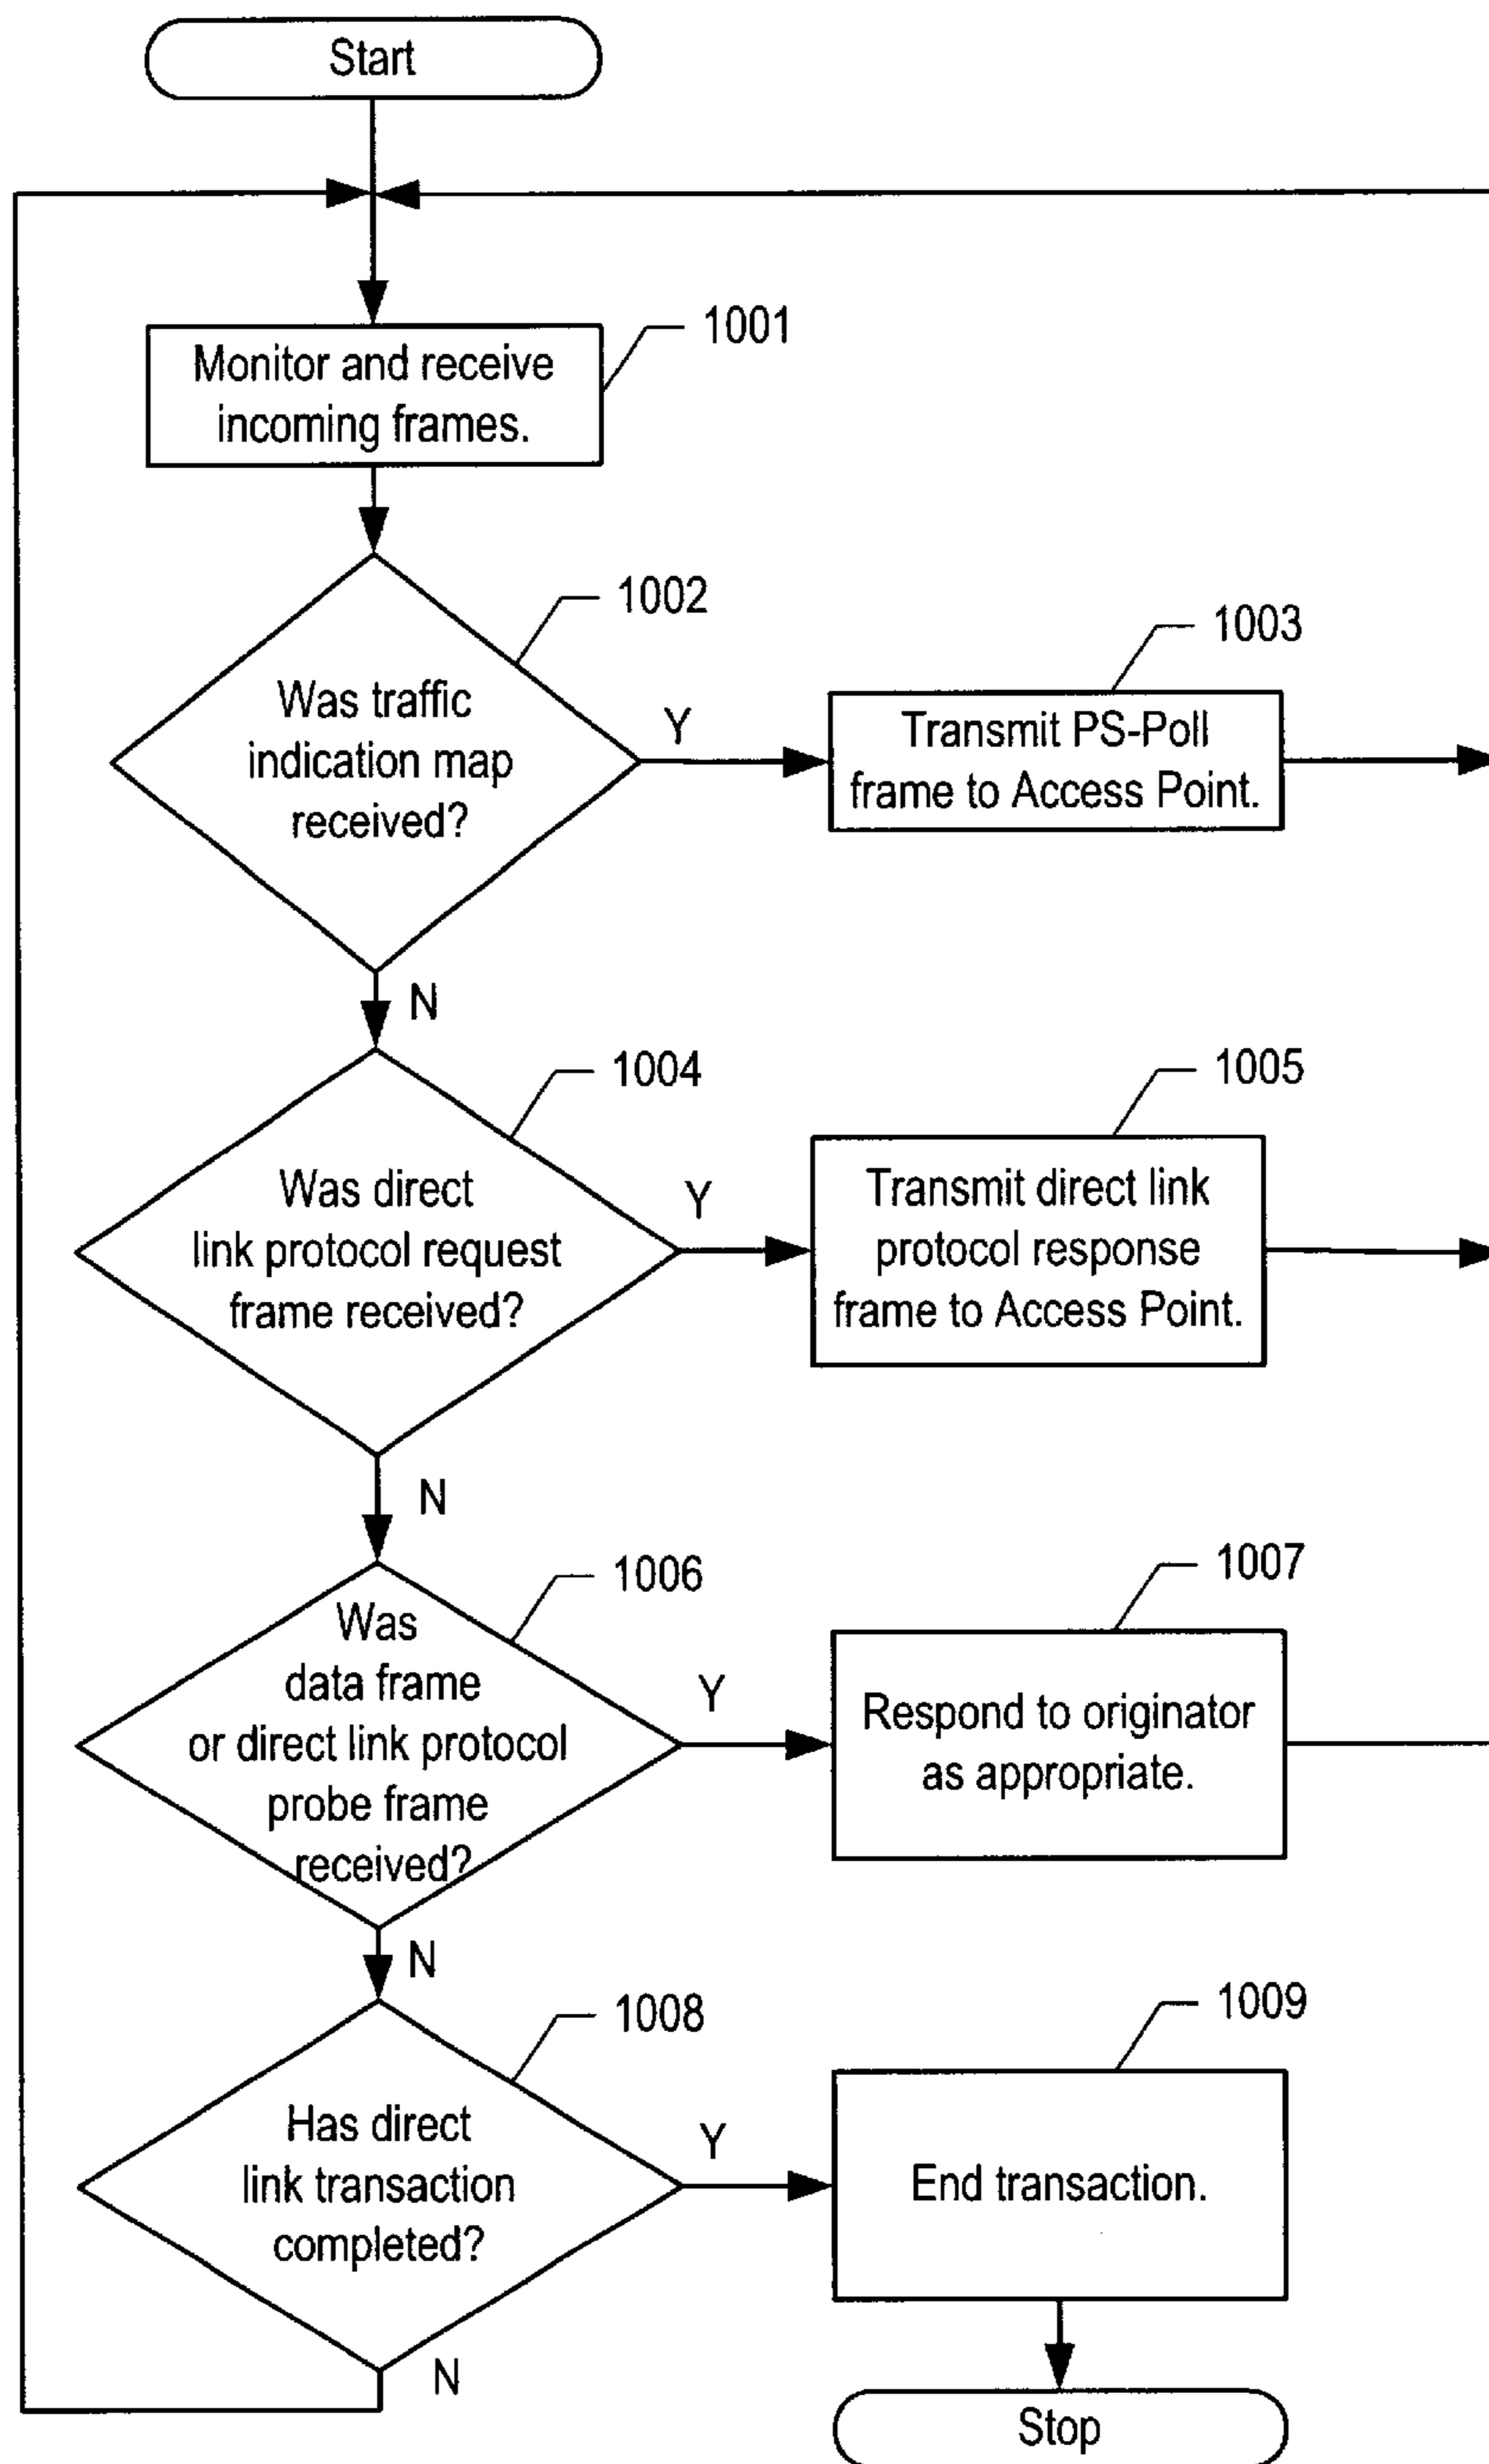 Start
1001
Monitor and receive
incoming frames.
1002
Was traffic
indication map
received?
Y
N
1003
Transmit PS-Poll
frame to Access Point.
1004
Was direct
link protocol request
frame received?
Y
N
1005
Transmit direct link
protocol response
frame to Access Point.
1006
Was
data frame
or direct link protocol
probe frame
received?
Y
N
1007
Respond to originator
as appropriate.
1008
Has direct
link transaction
completed?
Y
N
1009
End transaction.
Stop